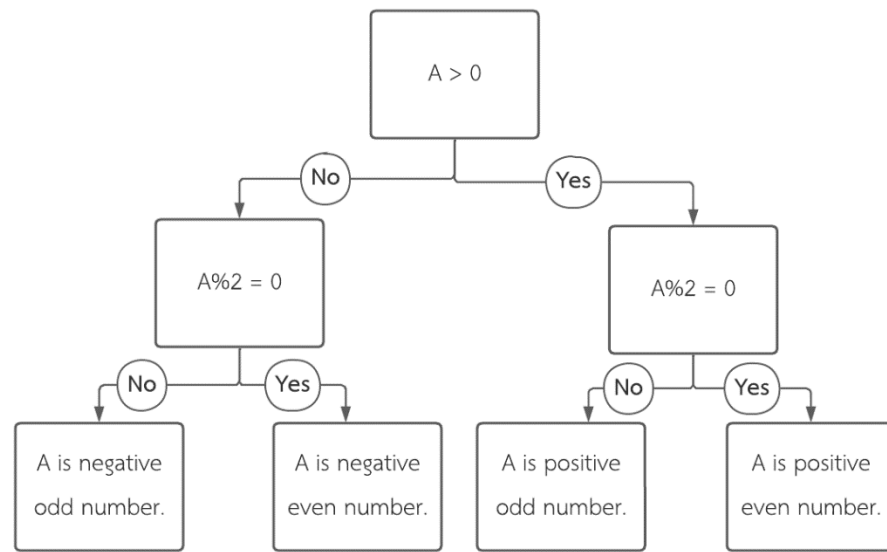 A > 0
No
Yes
A%2 = 0
A%2 = 0
No
Yes
No
Yes
A is negative
odd number.
A is negative
even number.
A is positive
odd number.
A is positive
even number.